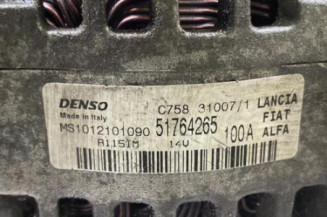 DENSO C758 31007/1 LANCIA
Made in Italy FIAT
MS1012101090 51764265 100A ALFA
A115IM 14V